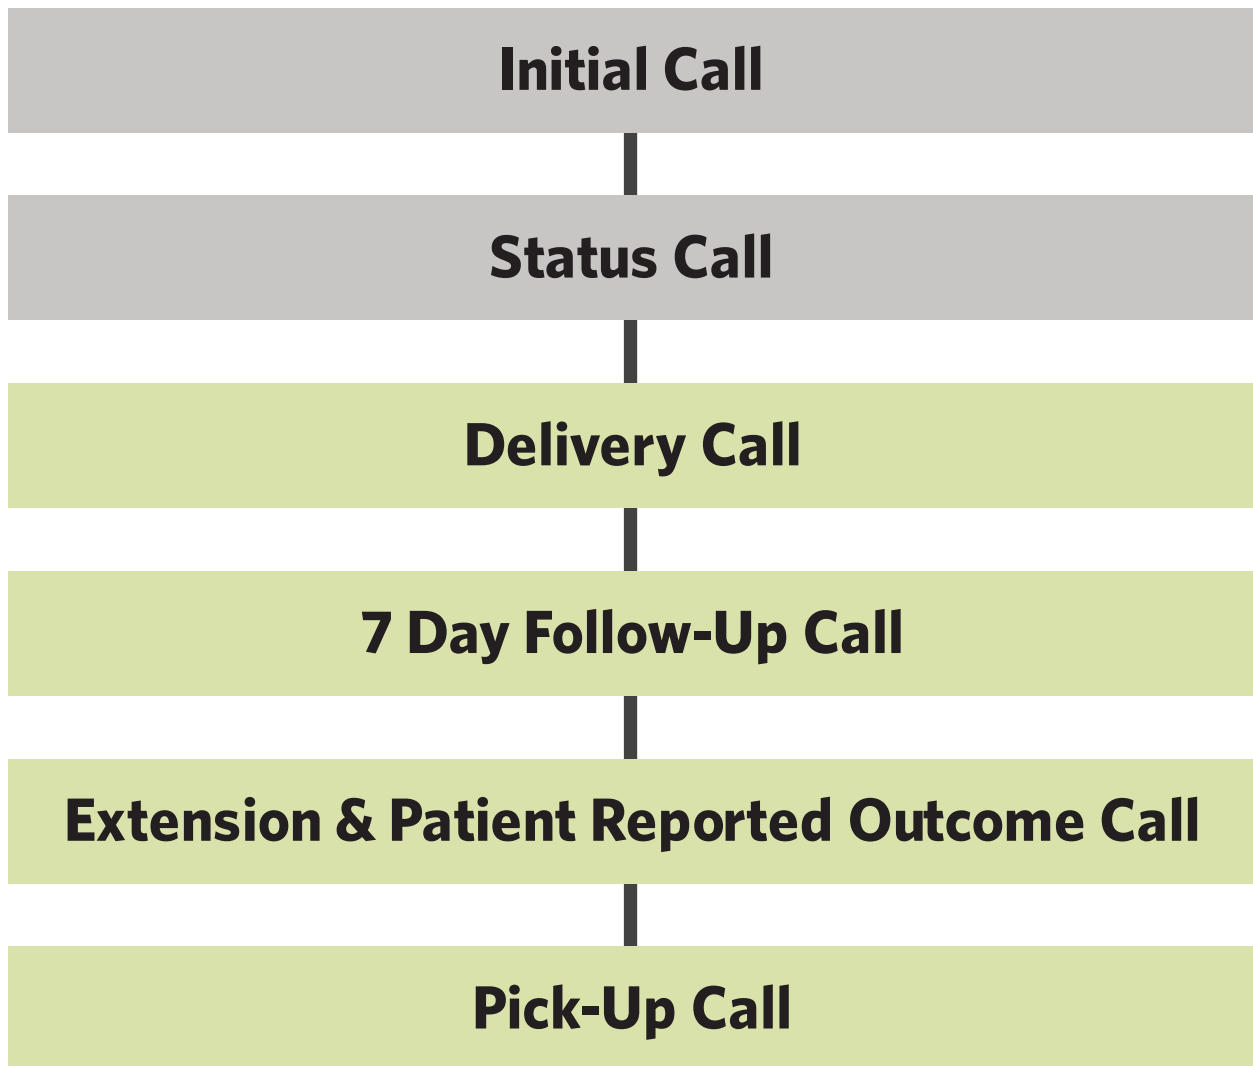 Initial Call
Status Call
Delivery Call
7 Day Follow-Up Call
Extension & Patient Reported Outcome Call
Pick-Up Call